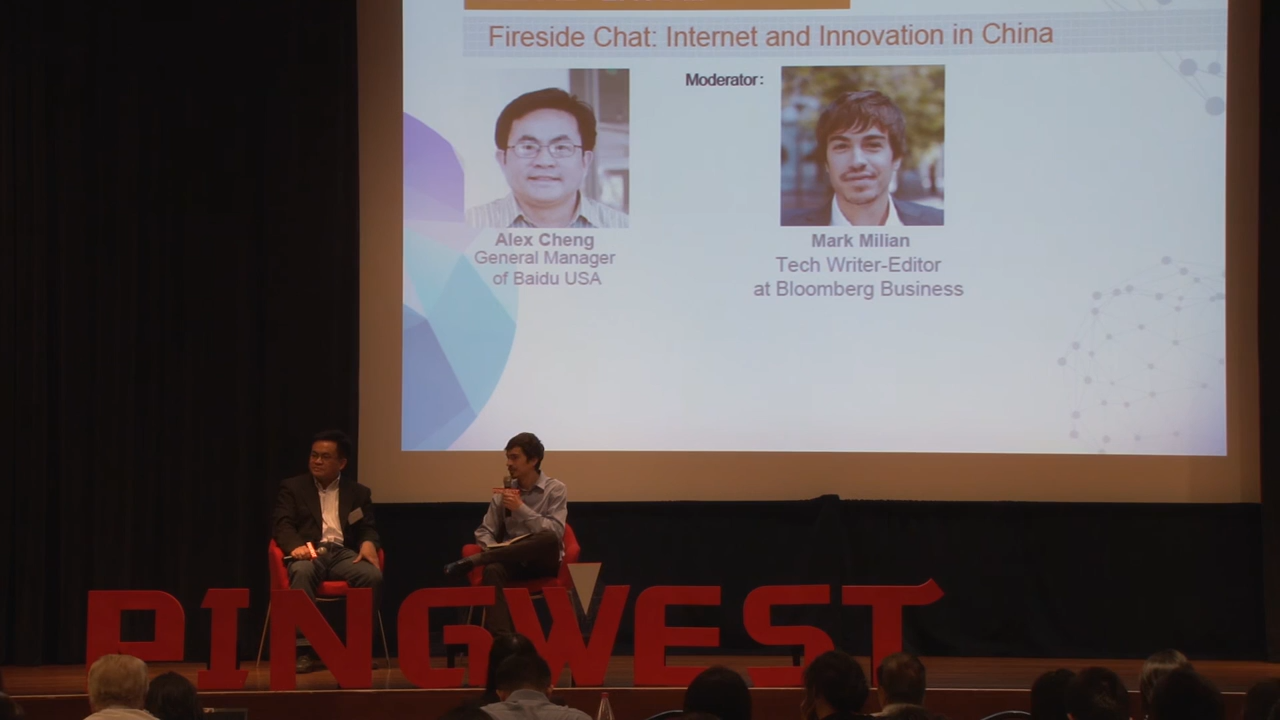 Fireside Chat: Internet and Innovation in China
Moderator:
Alex Cheng
General Manager
of Baidu USA
Mark Milian
Tech Writer-Editor
at Bloomberg Business
PINGWEST